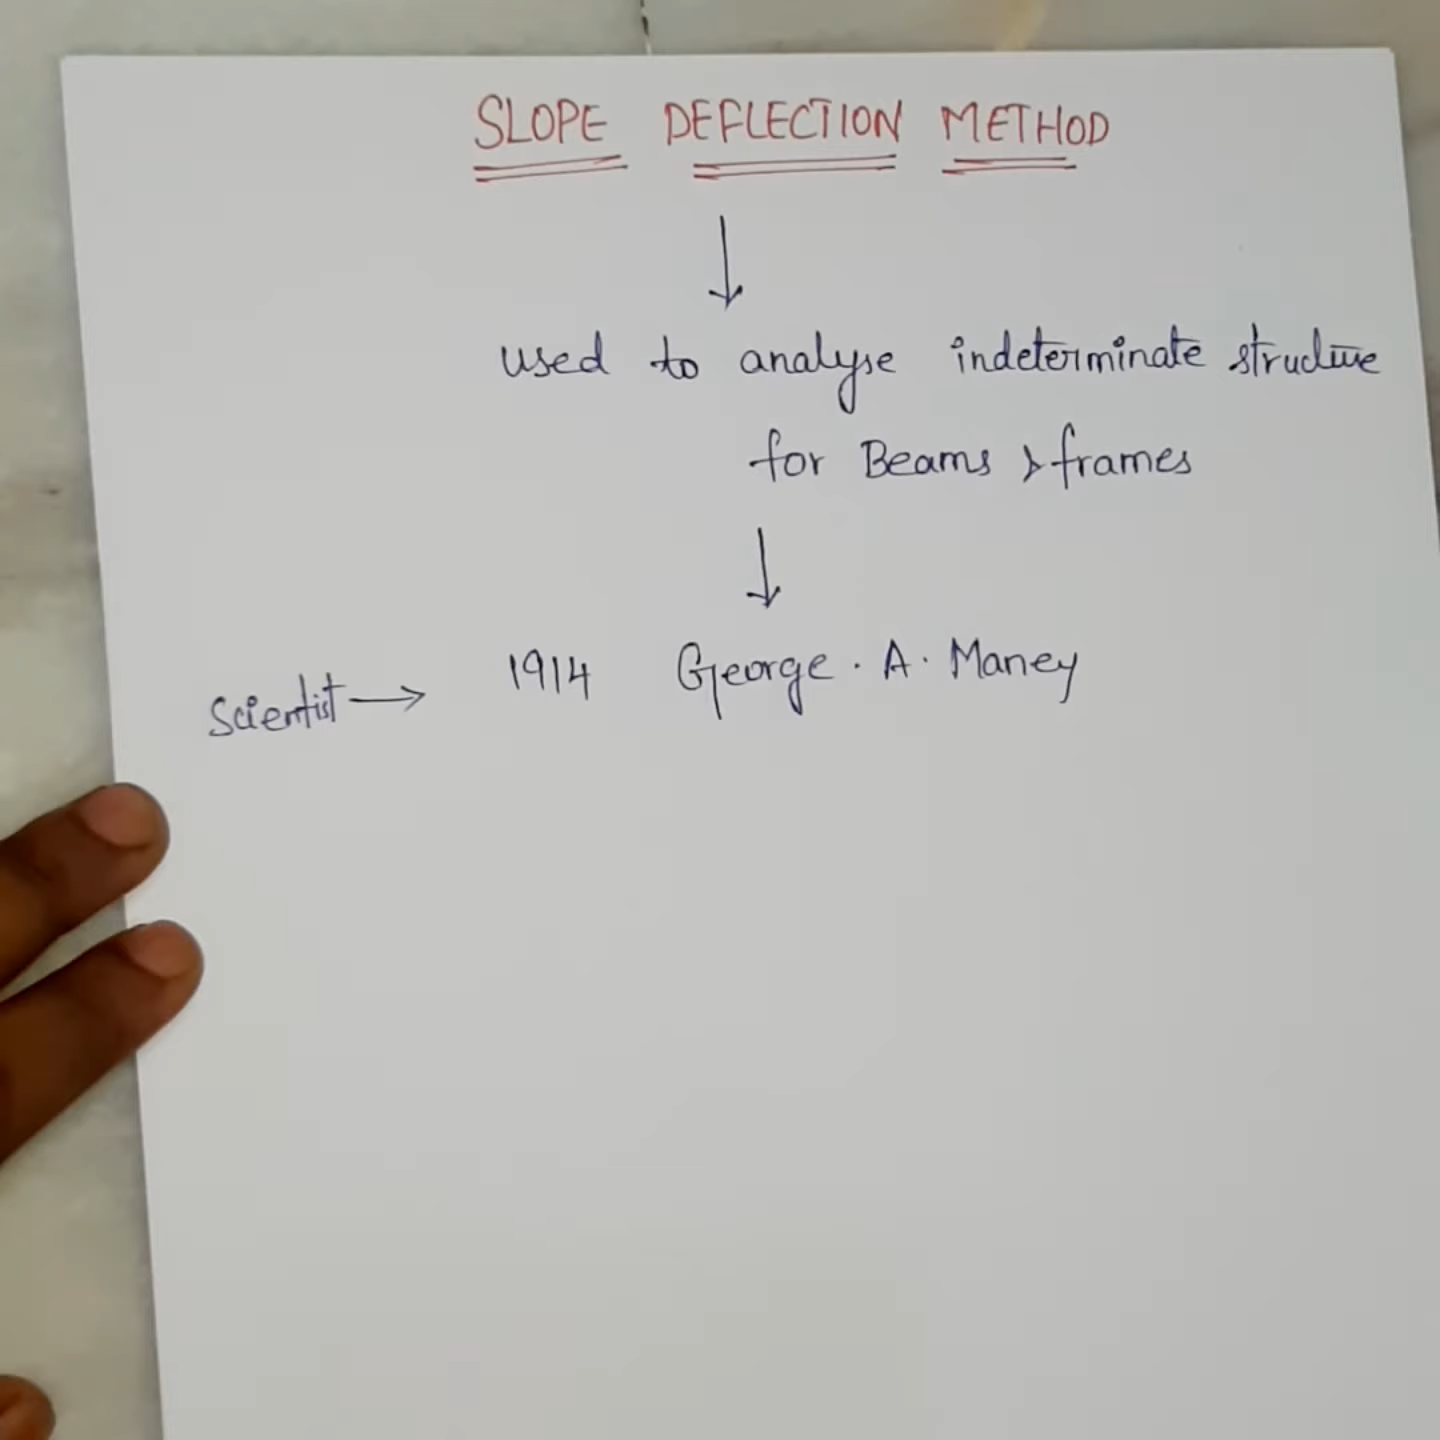 SLOPE DEFLECTION METHOD
used to analyse indeterminate structure
for Beams & frames
Scientist → 1914 George. A. Maney